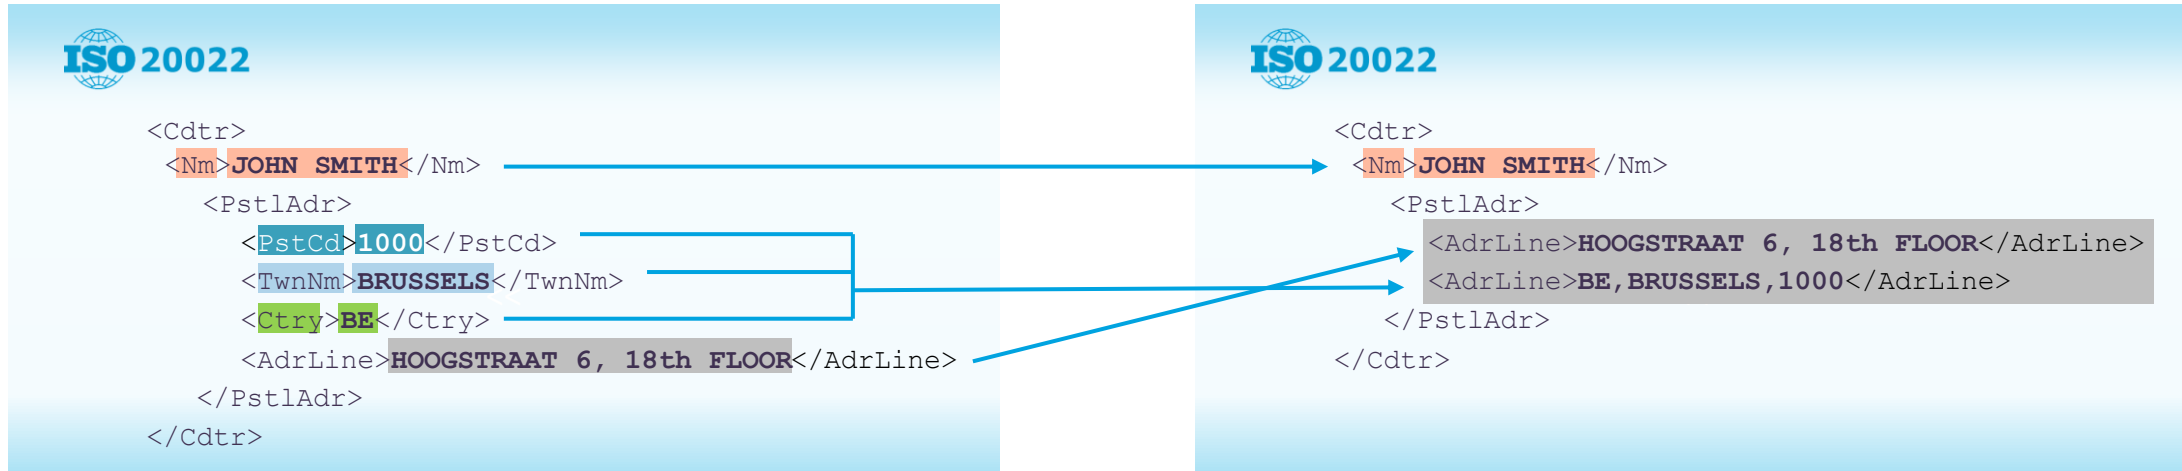 ISO 20022
<Cdtr>
<Nm>JOHN SMITH</Nm>
<PstlAdr>
<PstCd>1000</PstCd>
<TwnNm>BRUSSELS</TwnNm>
<Ctry>BE</Ctry>
<AdrLine>HOOGSTRAAT 6, 18th FLOOR</AdrLine>
</PstlAdr>
</Cdtr>
ISO 20022
<Cdtr>
<Nm>JOHN SMITH</Nm>
<PstlAdr>
<AdrLine>HOOGSTRAAT 6, 18th FLOOR</AdrLine>
<AdrLine>BE,BRUSSELS,1000</AdrLine>
</PstlAdr>
</Cdtr>